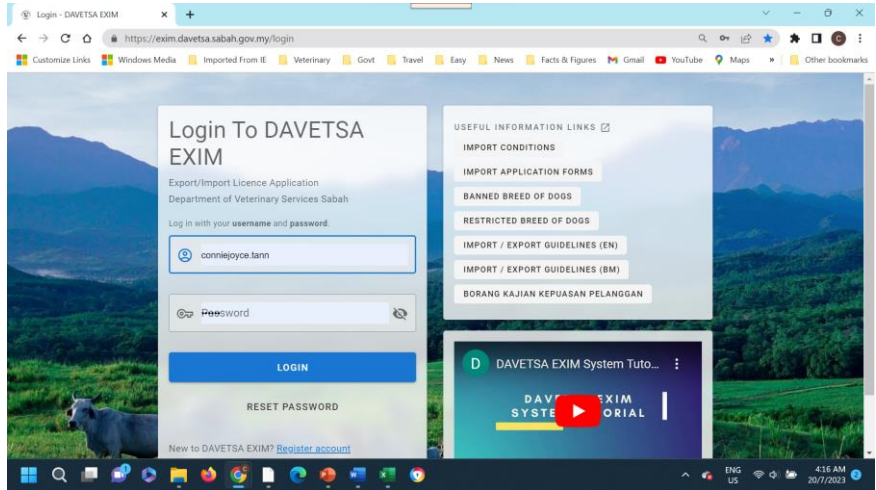 Login - DAVETSA EXIM
https://exim.davetsa.sabah.gov.my/login
Customize Links Windows Media Imported From IE Veterinary Govt Travel Easy News Facts & Figures Gmail YouTube Maps » Other bookmarks
Login To DAVETSA
EXIM
Export/Import Licence Application
Department of Veterinary Services Sabah
Log in with your username and password.
conniejoyce.tann
Password
LOGIN
RESET PASSWORD
New to DAVETSA EXIM? Register account
USEFUL INFORMATION LINKS
IMPORT CONDITIONS
IMPORT APPLICATION FORMS
BANNED BREED OF DOGS
RESTRICTED BREED OF DOGS
IMPORT / EXPORT GUIDELINES (EN)
IMPORT / EXPORT GUIDELINES (BM)
BORANG KAJIAN KEPUASAN PELANGGAN
D DAVETSA EXIM System Tuto...
ENG
US
4:16 AM
20/7/2023